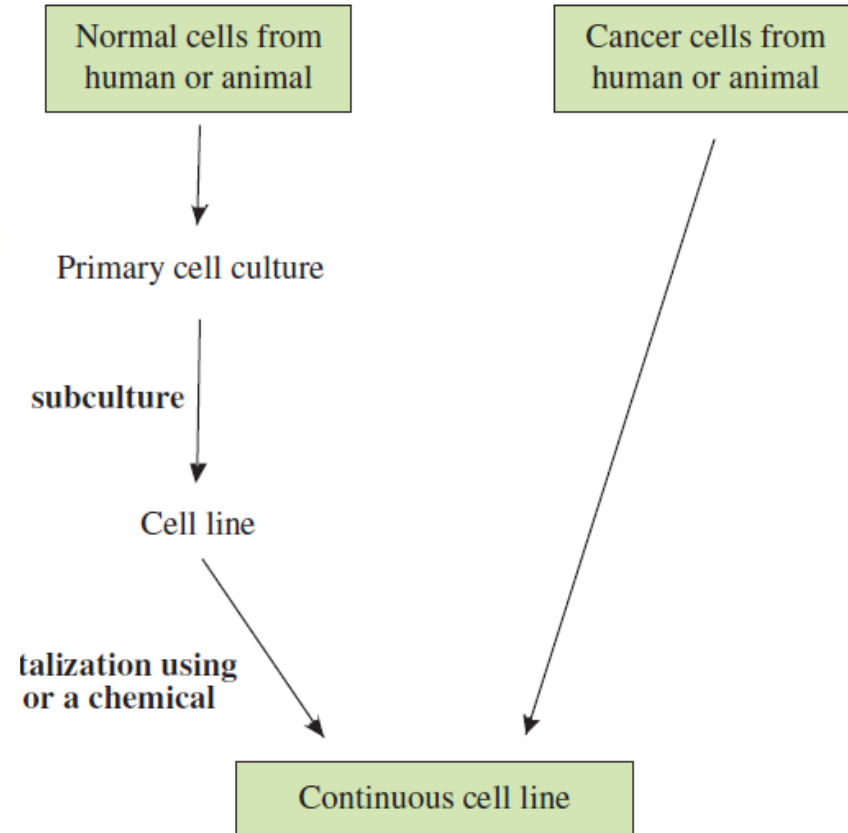 Normal cells from
human or animal
Cancer cells from
human or animal
Primary cell culture
subculture
Cell line
talization using
or a chemical
Continuous cell line